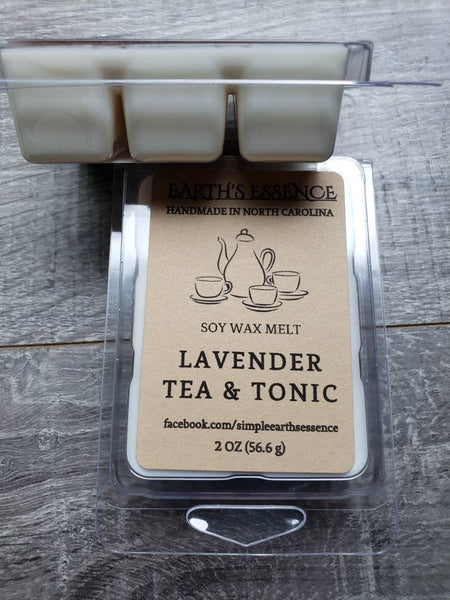 EARTH'S ESSENCE
HANDMADE IN NORTH CAROLINA
SOY WAX MELT
LAVENDER
TEA & TONIC
facebook.com/simpleearthsessence
2 OZ (56.6 g)